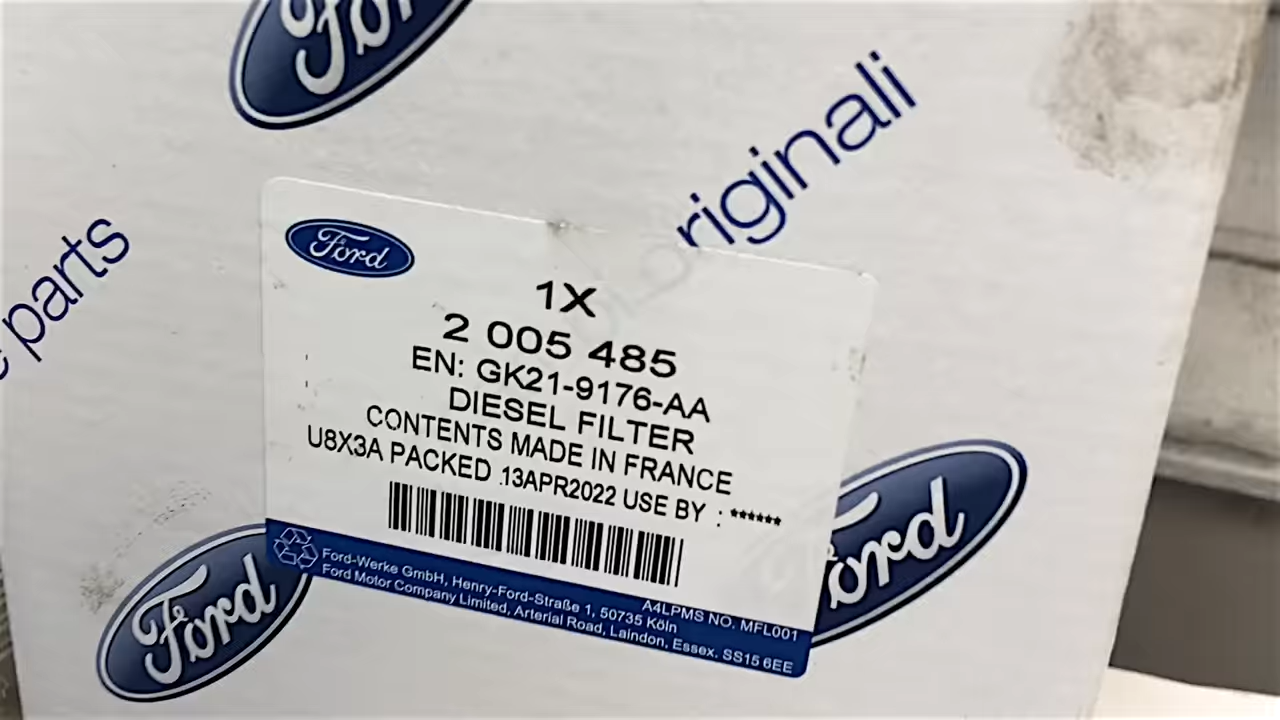 Ford
originali
parts
Ford
1X
2 005 485
EN: GK21-9176-AA
DIESEL FILTER
CONTENTS MADE IN FRANCE
U8X3A PACKED .13APR2022 USE BY : ******
A4LPMS NO. MFL001
Ford-Werke GmbH, Henry-Ford-Straße 1, 50735 Köln
Ford Motor Company Limited, Arterial Road, Laindon, Essex. SS15 6EE
Ford
Ford